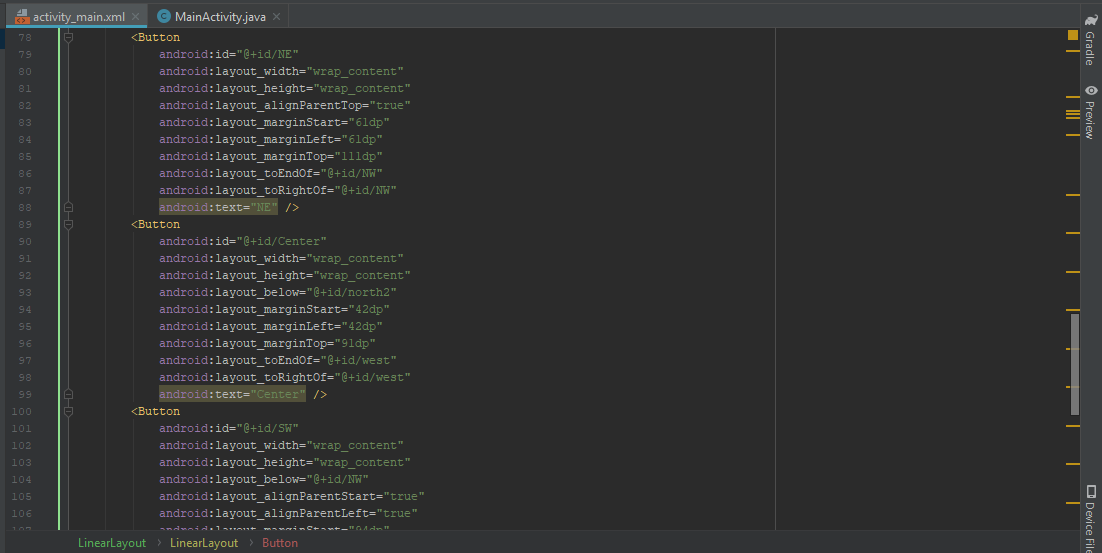 activity_main.xml MainActivity.java
78 <Button
79 android:id="@+id/NE"
80 android:layout_width="wrap_content"
81 android:layout_height="wrap_content"
82 android:layout_alignParentTop="true"
83 android:layout_marginStart="61dp"
84 android:layout_marginLeft="61dp"
85 android:layout_marginTop="111dp"
86 android:layout_toEndOf="@+id/NW"
87 android:layout_toRightOf="@+id/NW"
88 android:text="NE" />
89 <Button
90 android:id="@+id/Center"
91 android:layout_width="wrap_content"
92 android:layout_height="wrap_content"
93 android:layout_below="@+id/north2"
94 android:layout_marginStart="42dp"
95 android:layout_marginLeft="42dp"
96 android:layout_marginTop="91dp"
97 android:layout_toEndOf="@+id/west"
98 android:layout_toRightOf="@+id/west"
99 android:text="Center" />
100 <Button
101 android:id="@+id/SW"
102 android:layout_width="wrap_content"
103 android:layout_height="wrap_content"
104 android:layout_below="@+id/NW"
105 android:layout_alignParentStart="true"
106 android:layout_alignParentLeft="true"
107 android:layout_marginStart="94dp"
LinearLayout > LinearLayout > Button
Gradle
Preview
Device File